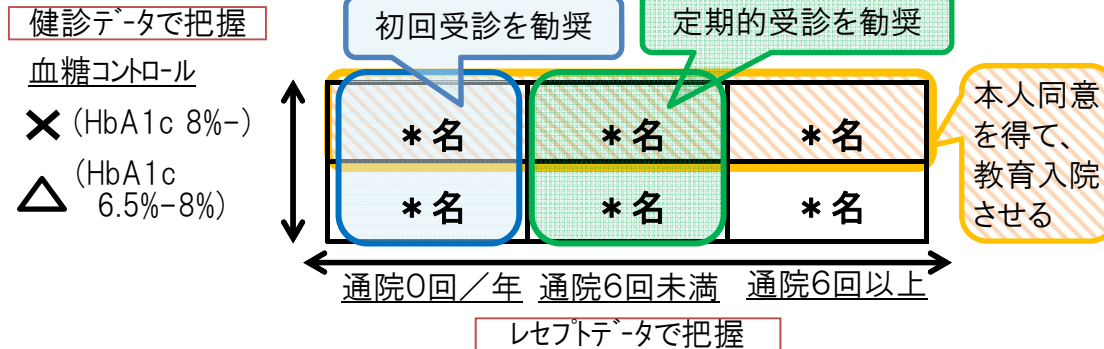 健診データで把握
初回受診を勧奨
定期的受診を勧奨
血糖コントロール
× (HbA1c 8%-)
△ (HbA1c
6.5%-8%)
*名 *名 *名
*名 *名 *名
本人同意
を得て、
教育入院
させる
通院0回／年 通院6回未満 通院6回以上
レセプトデータで把握